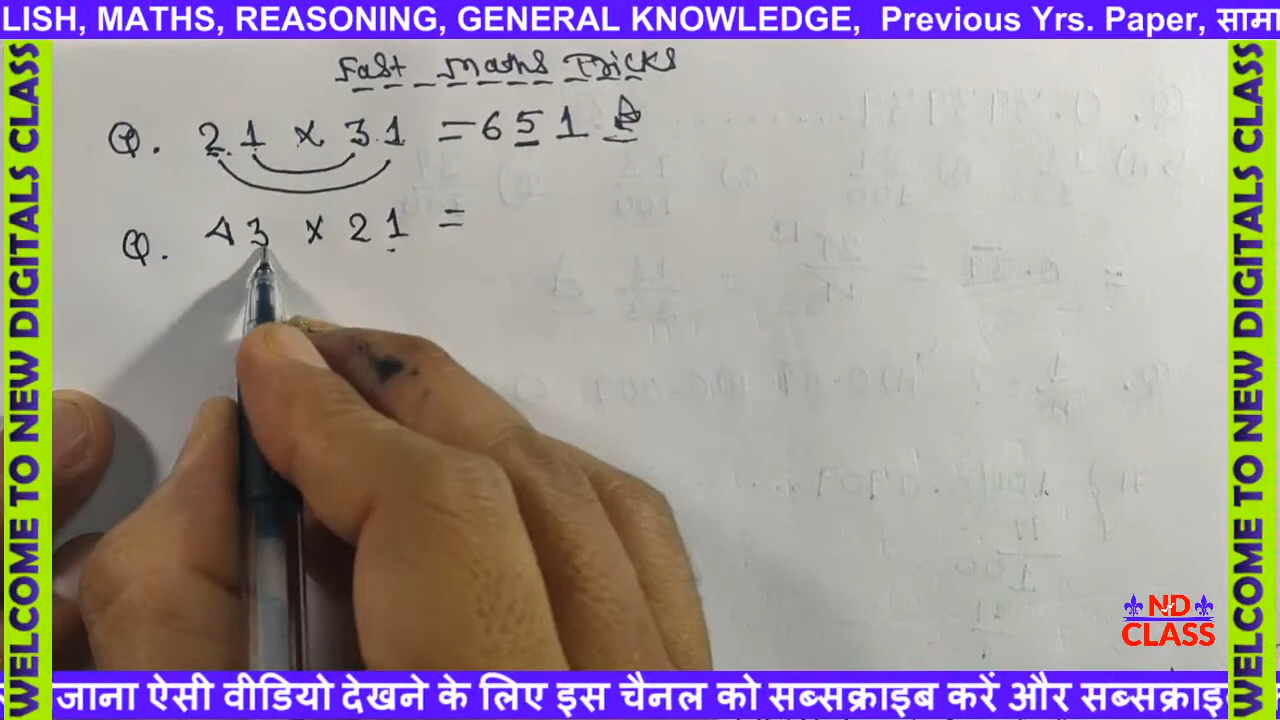 LISH, MATHS, REASONING, GENERAL KNOWLEDGE, Previous Yrs. Paper, सामा
WELCOME TO NEW DIGITALS CLASS
Fast Maths Tricks
Q. 21 x 31 = 651
Q. 43 x 21 =
ND
CLASS
WELCOME TO NEW DIGITALS CLASS
जाना ऐसी वीडियो देखने के लिए इस चैनल को सब्सक्राइब करें और सब्सक्राइ